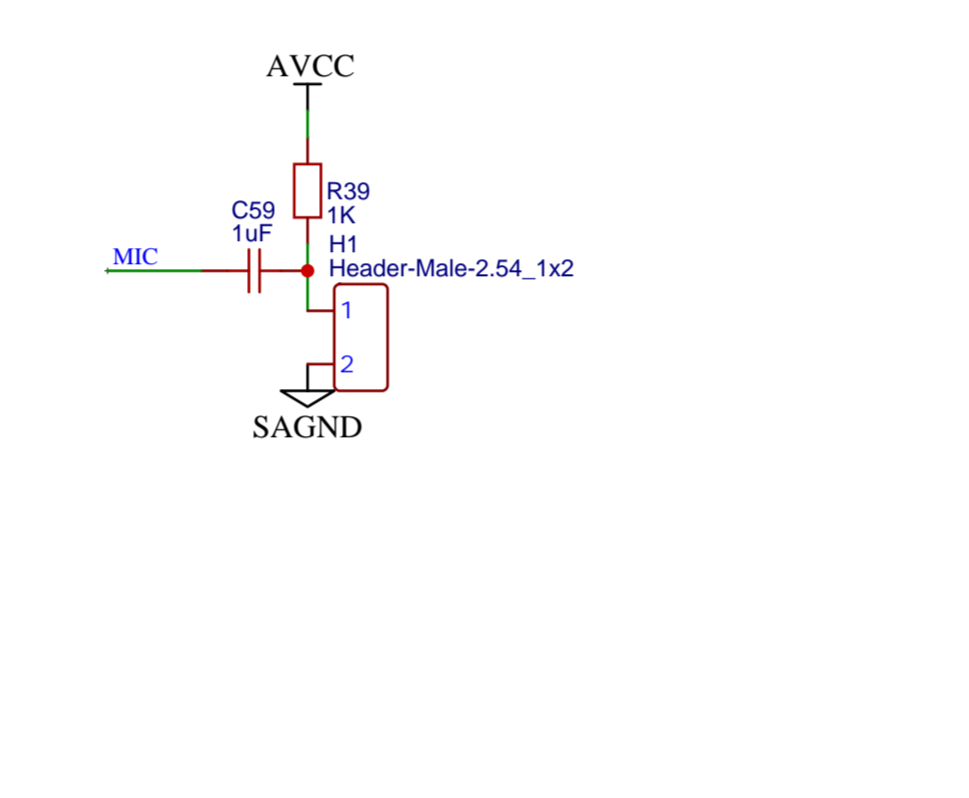 AVCC
R39
1K
C59
1uF
MIC
H1
Header-Male-2.54_1x2
1
2
SAGND